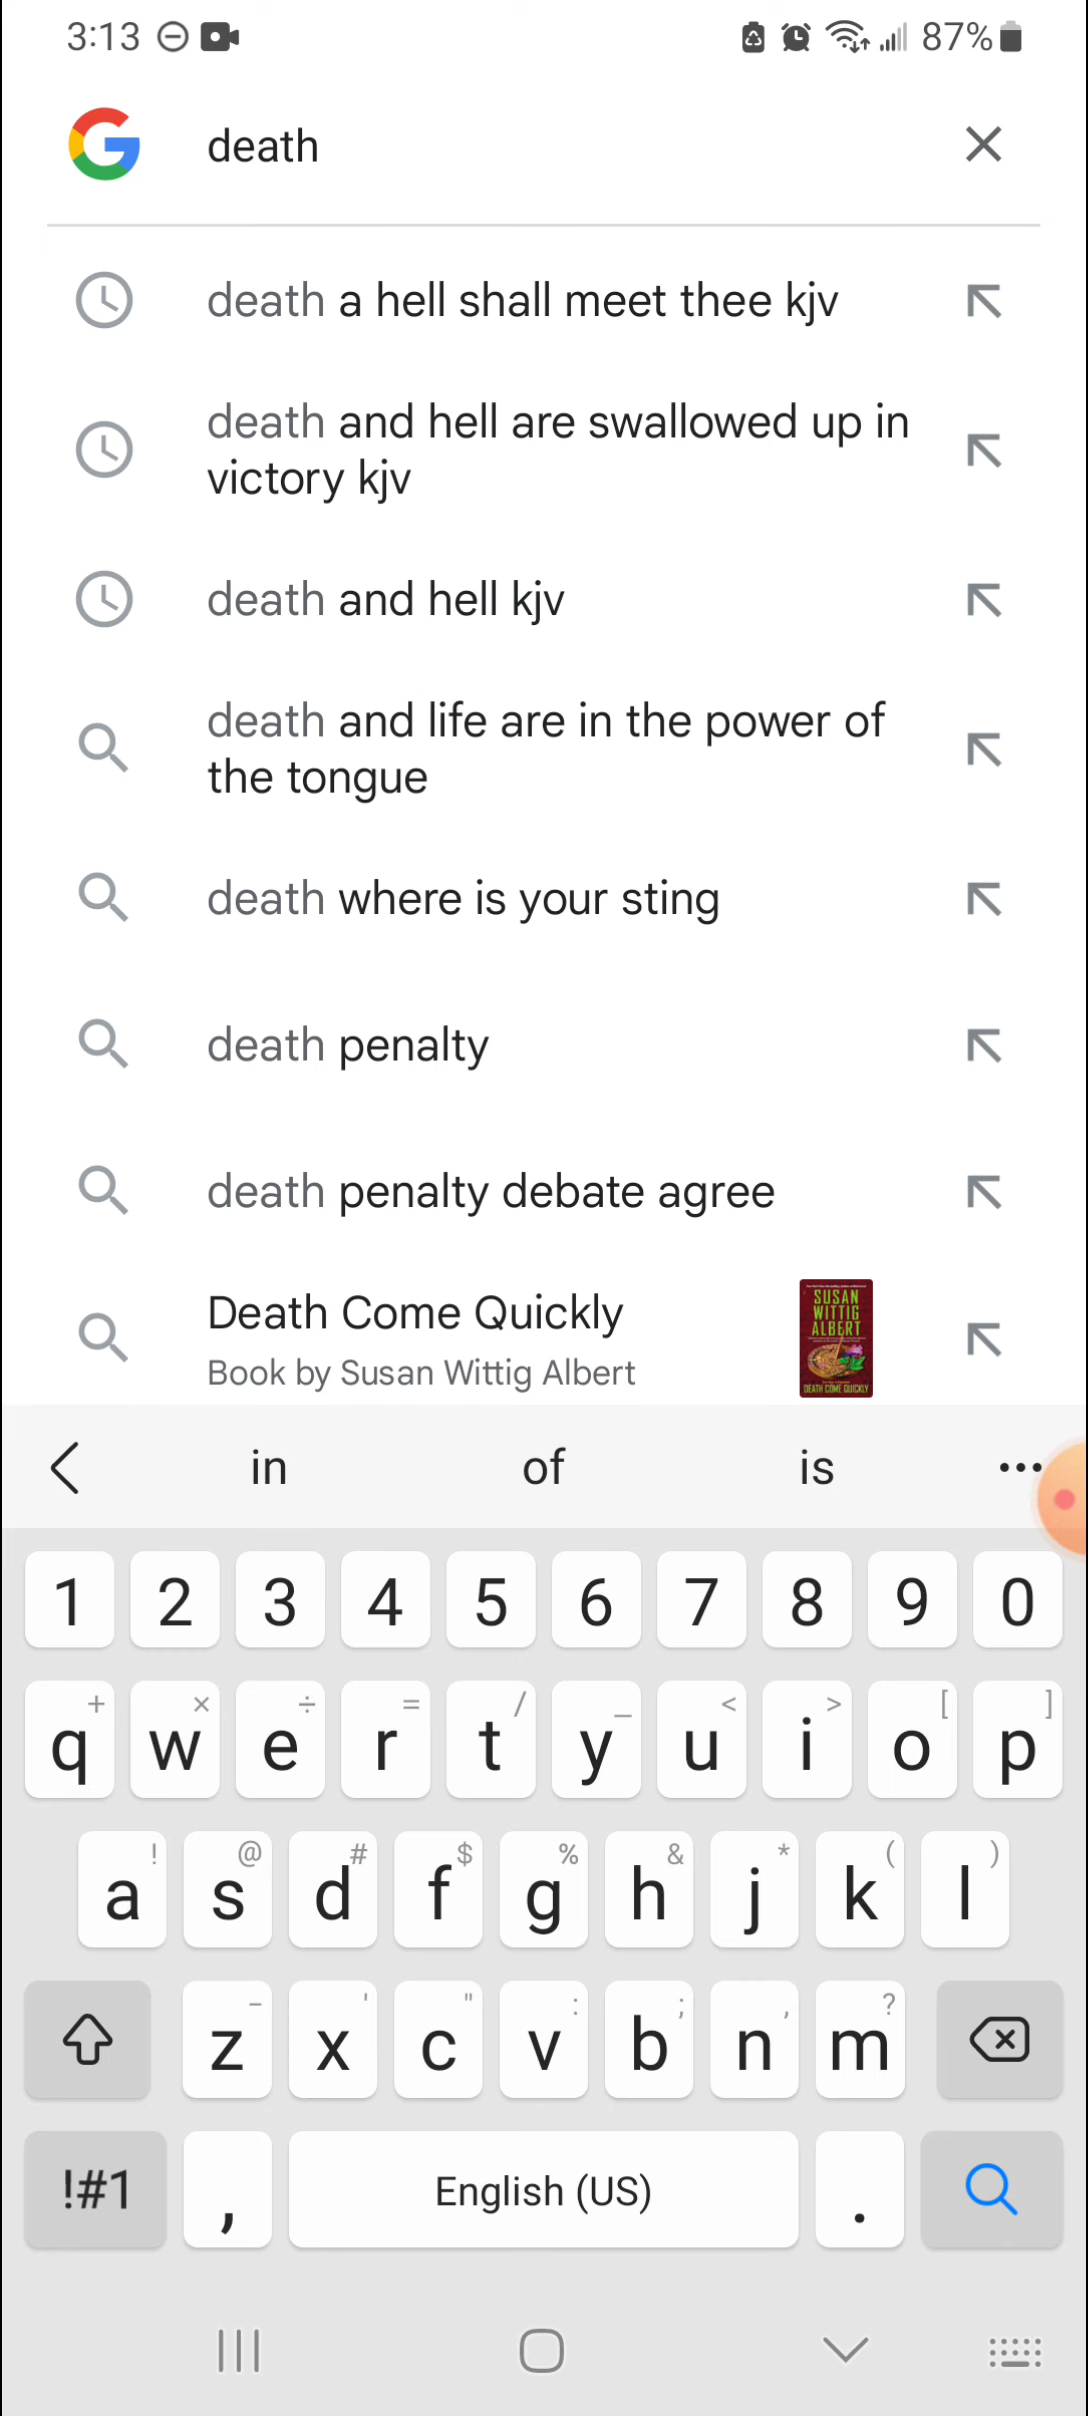 3:13 87%
death
death a hell shall meet thee kjv
death and hell are swallowed up in
victory kjv
death and hell kjv
death and life are in the power of
the tongue
death where is your sting
death penalty
death penalty debate agree
Death Come Quickly
Book by Susan Wittig Albert
SUSAN
WITTIG
ALBERT
DEATH COME QUICKLY
in of is ...
1 2 3 4 5 6 7 8 9 0
+ × ÷ = / _ < > [ ]
q w e r t y u i o p
! @ # $ % & * ( )
a s d f g h j k l
- ' " : ; , ?
z x c v b n m
!#1 , English (US) .